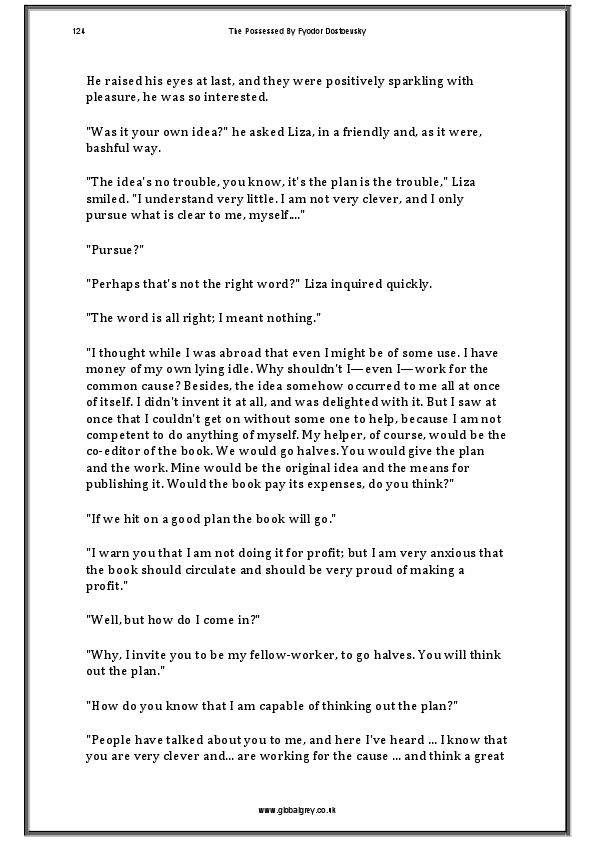 124
The Possessed By Fyodor Dostoevsky
He raised his eyes at last, and they were positively sparkling with
pleasure, he was so interested.
"Was it your own idea?" he asked Liza, in a friendly and, as it were,
bashful way.
"The idea's no trouble, you know, it's the plan is the trouble," Liza
smiled. "I understand very little. I am not very clever, and I only
pursue what is clear to me, myself...."
"Pursue?"
"Perhaps that's not the right word?" Liza inquired quickly.
"The word is all right; I meant nothing."
"I thought while I was abroad that even I might be of some use. I have
money of my own lying idle. Why shouldn't I—even I—work for the
common cause? Besides, the idea somehow occurred to me all at once
of itself. I didn't invent it at all, and was delighted with it. But I saw at
once that I couldn't get on without some one to help, because I am not
competent to do anything of myself. My helper, of course, would be the
co-editor of the book. We would go halves. You would give the plan
and the work. Mine would be the original idea and the means for
publishing it. Would the book pay its expenses, do you think?"
"If we hit on a good plan the book will go."
"I warn you that I am not doing it for profit; but I am very anxious that
the book should circulate and should be very proud of making a
profit."
"Well, but how do I come in?"
"Why, I invite you to be my fellow-worker, to go halves. You will think
out the plan."
"How do you know that I am capable of thinking out the plan?"
"People have talked about you to me, and here I've heard ... I know that
you are very clever and... are working for the cause ... and think a great
www.globalgrey.co.uk